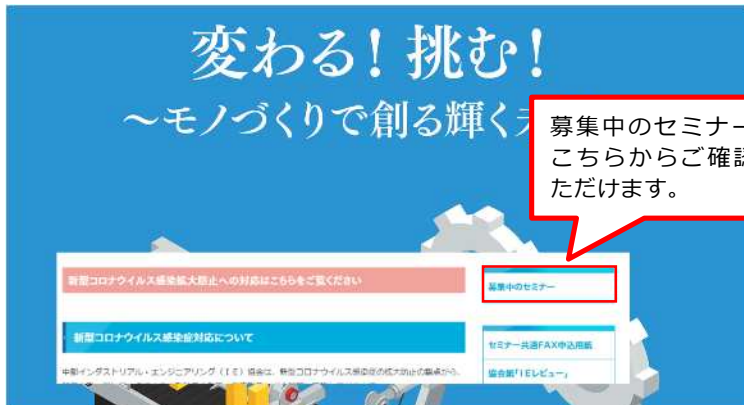 変わる！挑む！
～モノづくりで創る輝く
募集中のセミナー
こちらからご確認
ただけます。
新型コロナウイルス感染拡大防止への対応はこちらをご覧ください
募集中のセミナー
新型コロナウイルス感染症対応について
セミナー共通FAX申込用紙
中部インダストリアル・エンジニアリング（ＩＥ）協会は、新型コロナウイルス感染症の拡大防止の観点から、
協会紙「IEレビュー」